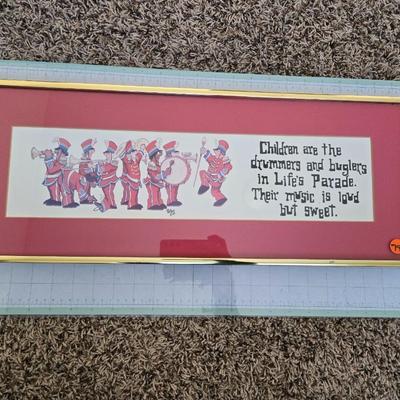 Children are the
drummers and buglers
in Life's Parade.
Their music is loud
but sweet.